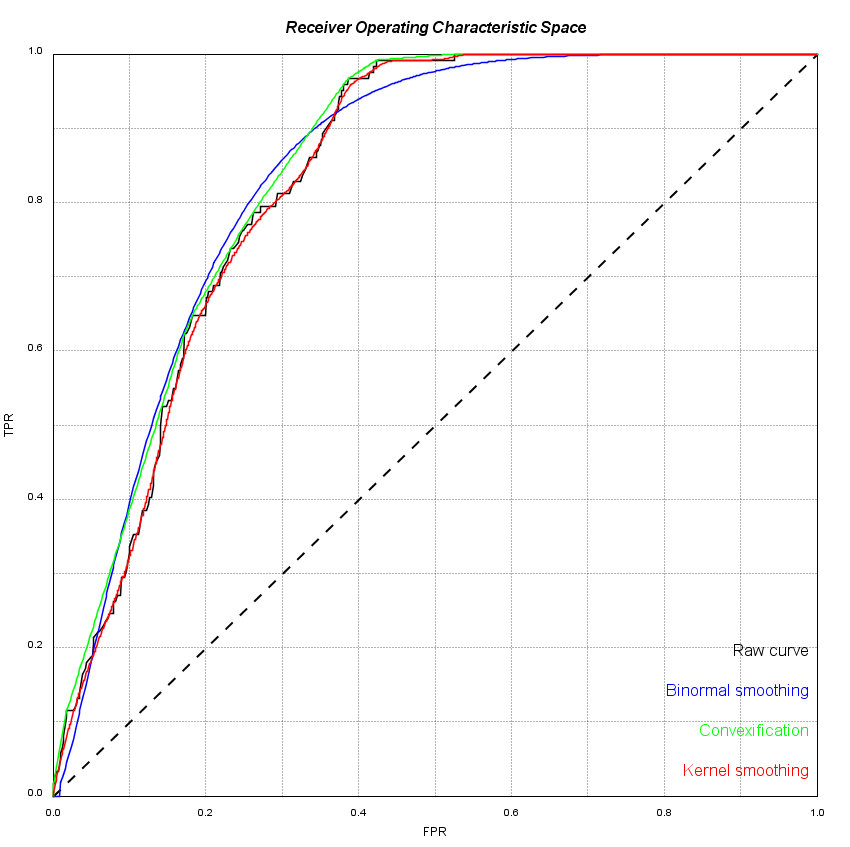 Receiver Operating Characteristic Space
1.0
0.8
0.6
TPR
0.4
0.2
Raw curve
Binormal smoothing
Convexification
Kernel smoothing
0.0
0.0 0.2 0.4 0.6 0.8 1.0
FPR